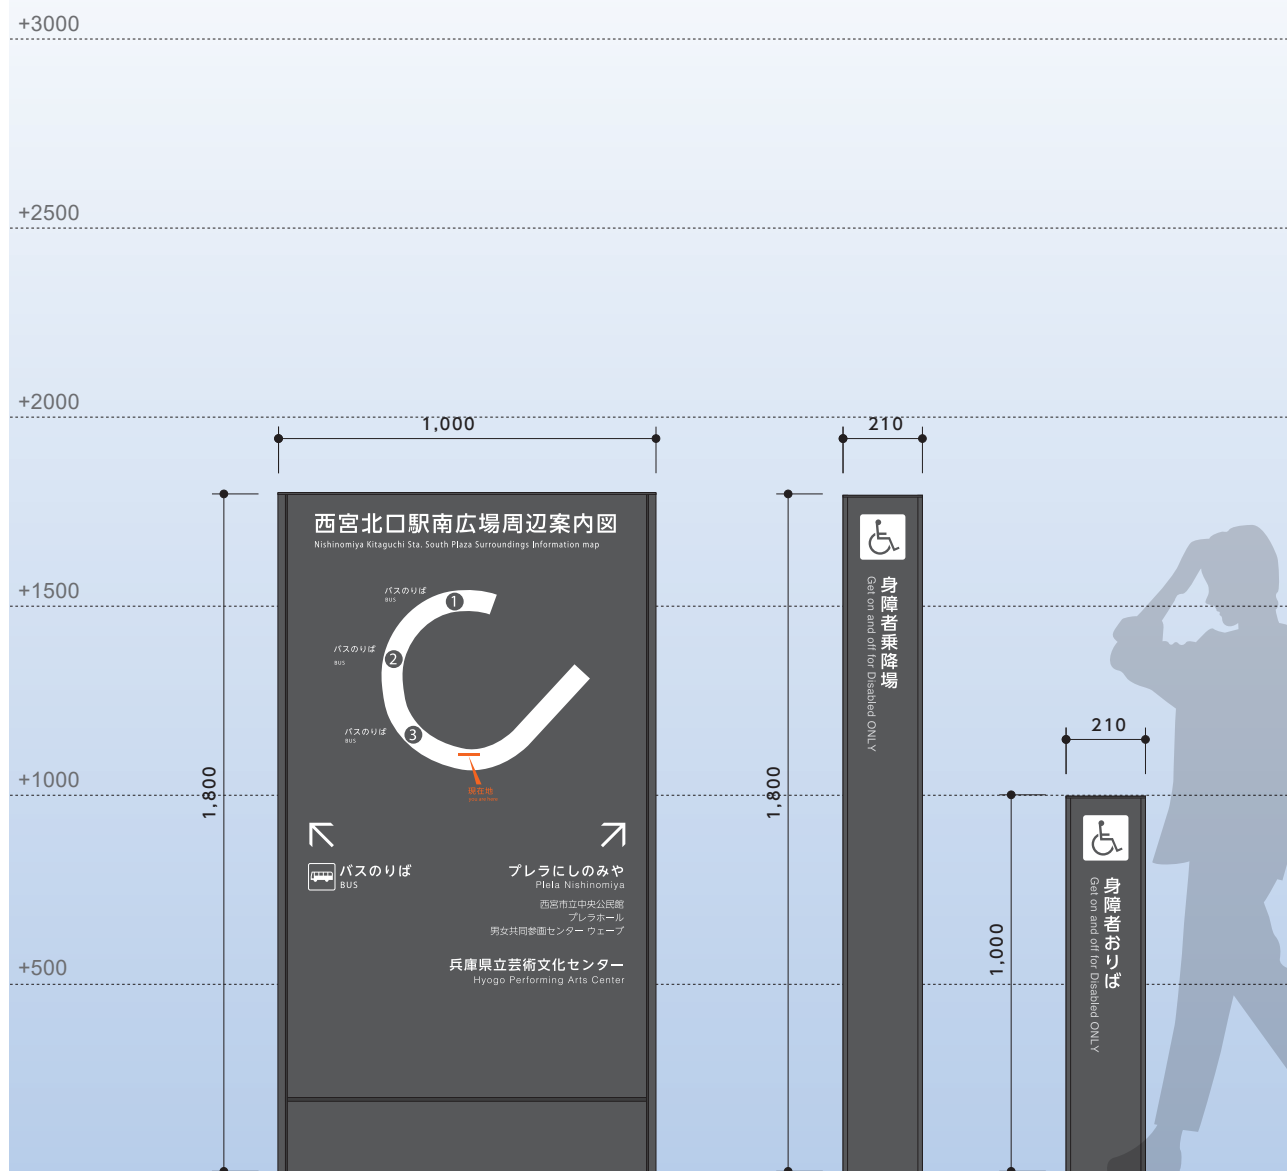 +3000
+2500
+2000
+1500
+1000
+500
1,000
1,800
西宮北口駅南広場周辺案内図
Nishinomiya Kitaguchi Sta. South Plaza Surroundings Information map
バスのりば
BUS
1
バスのりば
BUS
2
バスのりば
BUS
3
現在地
you are here
バスのりば
BUS
プレラにしのみや
Plela Nishinomiya
西宮市立中央公民館
プレラホール
男女共同参画センター ウェーブ
兵庫県立芸術文化センター
Hyogo Performing Arts Center
210
1,800
身障者乗降場
Get on and off for Disabled ONLY
210
1,000
身障者おりば
Get on and off for Disabled ONLY